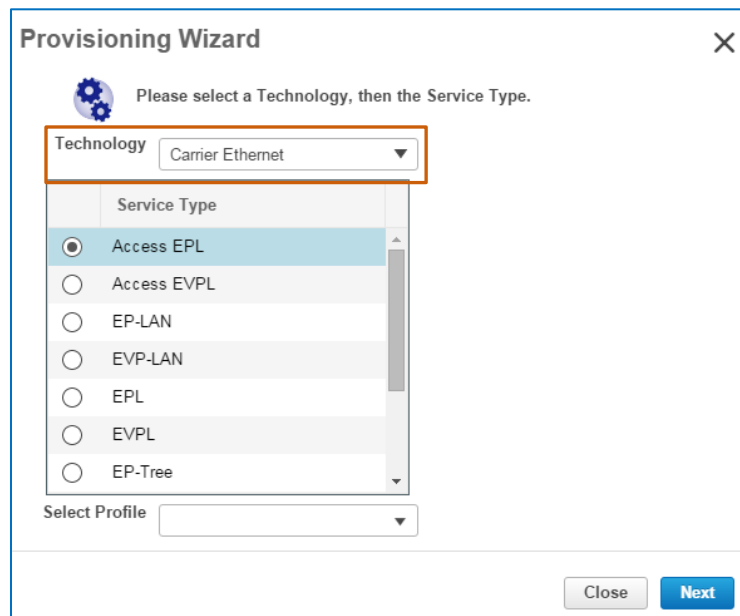 Provisioning Wizard
Please select a Technology, then the Service Type.
Technology Carrier Ethernet
Service Type
Access EPL
Access EVPL
EP-LAN
EVP-LAN
EPL
EVPL
EP-Tree
Select Profile
Close Next